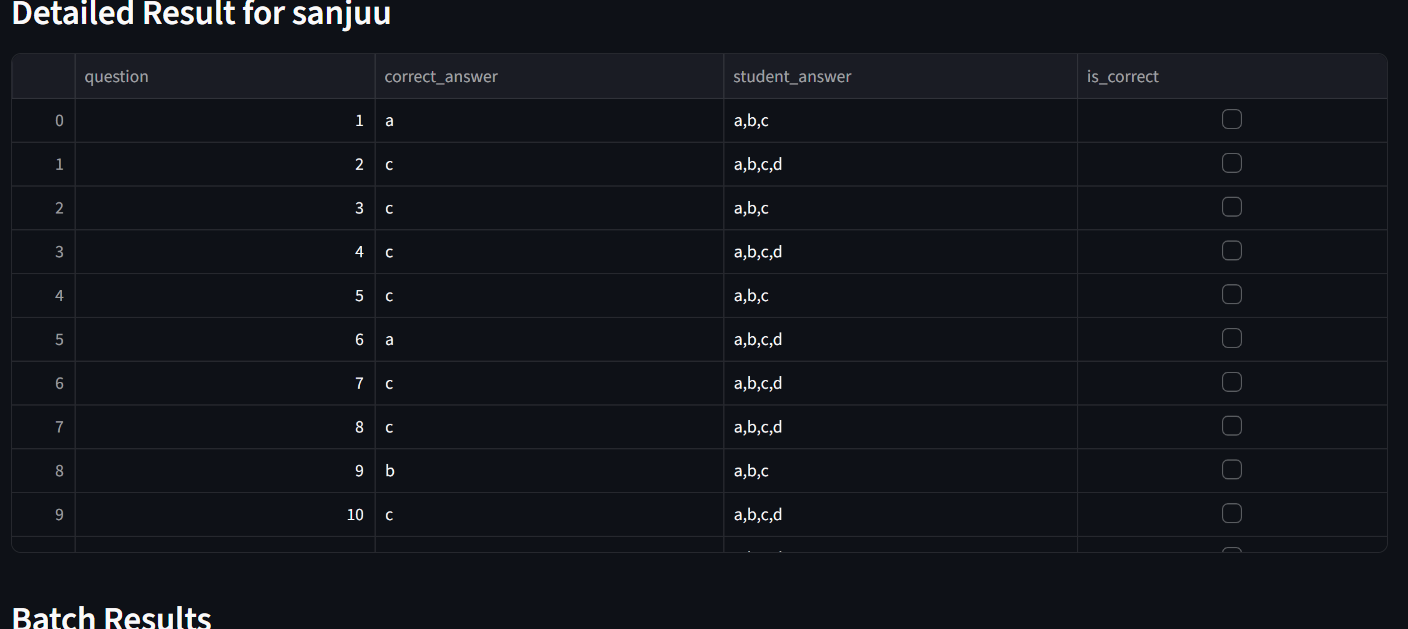 Detailed Result for sanjuu
question correct_answer student_answer is_correct
0 1 a a,b,c
1 2 c a,b,c,d
2 3 c a,b,c
3 4 c a,b,c,d
4 5 c a,b,c
5 6 a a,b,c,d
6 7 c a,b,c,d
7 8 c a,b,c,d
8 9 b a,b,c
9 10 c a,b,c,d
Batch Results